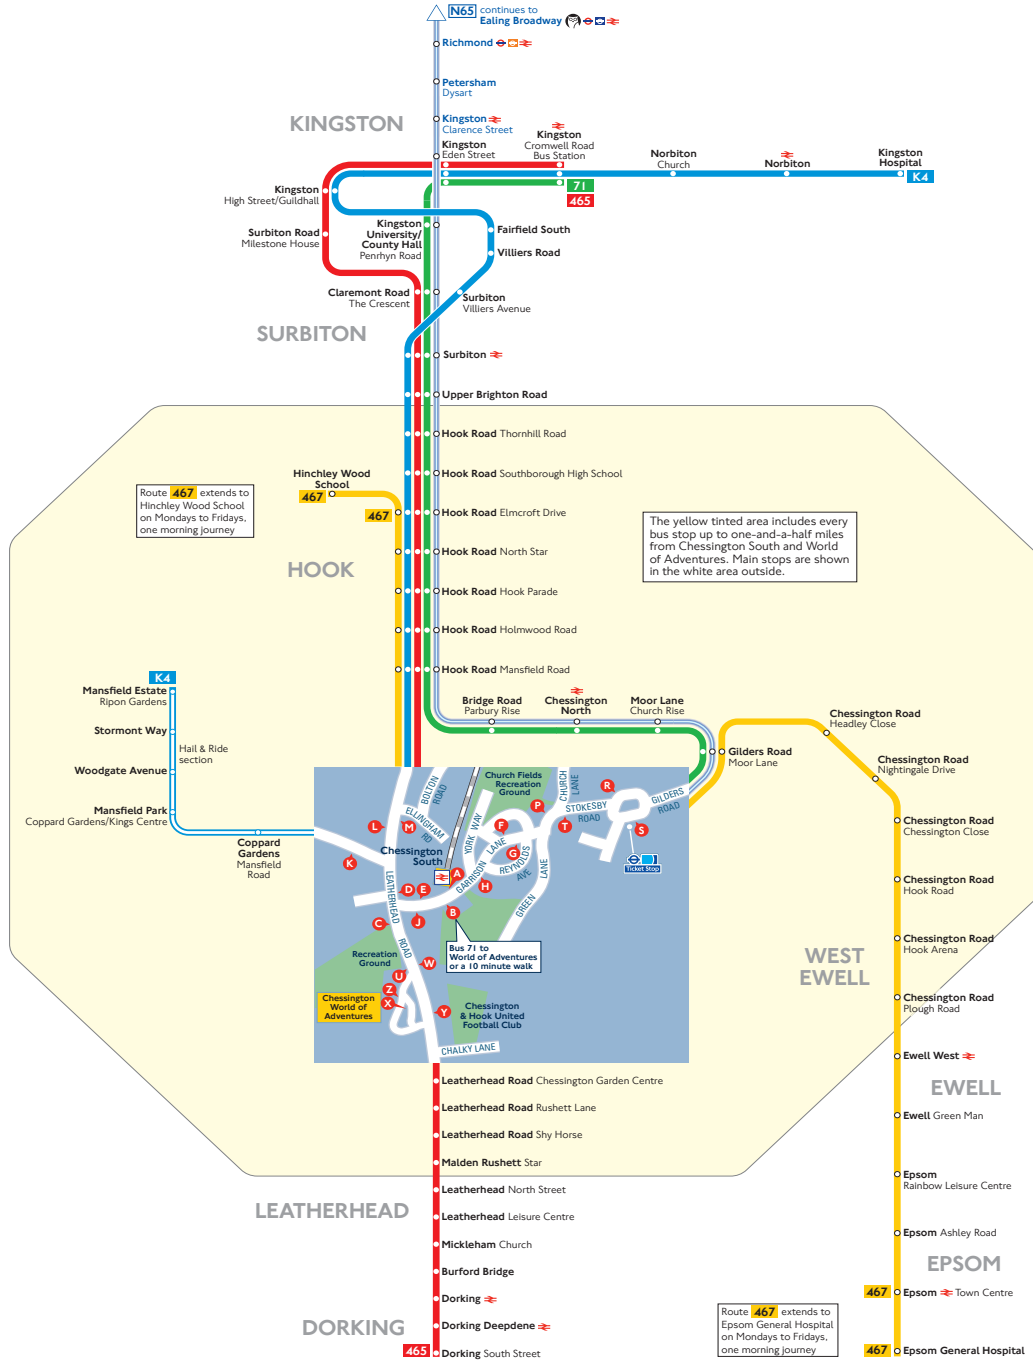 N65 continues to
Ealing Broadway
Richmond
Petersham
Dysart
KINGSTON
Kingston
Clarence Street
Kingston
Eden Street
Kingston
Cromwell Road
Bus Station
Norbiton
Church
Norbiton
Kingston
Hospital
K4
71
465
Kingston
High Street/Guildhall
Surbiton Road
Milestone House
Kingston
University/
County Hall
Penrhyn Road
Fairfield South
Villiers Road
Claremont Road
The Crescent
Surbiton
Villiers Avenue
SURBITON
Surbiton
Upper Brighton Road
Hook Road Thornhill Road
Hook Road Southborough High School
Hinchley Wood
School
467
Route 467 extends to
Hinchley Wood School
on Mondays to Fridays,
one morning journey
467
Hook Road Elmcroft Drive
The yellow tinted area includes every
bus stop up to one-and-a-half miles
from Chessington South and World
of Adventures. Main stops are shown
in the white area outside.
Hook Road North Star
HOOK
Hook Road Hook Parade
Hook Road Holmwood Road
Hook Road Mansfield Road
K4
Mansfield Estate
Ripon Gardens
Stormont Way
Hail & Ride
section
Woodgate Avenue
Mansfield Park
Coppard Gardens/Kings Centre
Coppard
Gardens
Mansfield
Road
Bridge Road
Parbury Rise
Chessington
North
Moor Lane
Church Rise
Gilders Road
Moor Lane
Chessington Road
Headley Close
Chessington Road
Nightingale Drive
Chessington Road
Chessington Close
Chessington Road
Hook Road
Chessington Road
Hook Arena
WEST
EWELL
Chessington Road
Plough Road
Ewell West
EWELL
Ewell Green Man
Epsom
Rainbow Leisure Centre
Epsom Ashley Road
EPSOM
467
Epsom Town Centre
Route 467 extends to
Epsom General Hospital
on Mondays to Fridays,
one morning journey
467
Epsom General Hospital
BOLTON
ROAD
ELLINGHAM
RD
Church Fields
Recreation
Ground
CHURCH
LANE
R
P
STOKESBY
ROAD
GILDERS
ROAD
T
S
Ticket Stop
L
M
K
Chessington
South
YORK WAY
F
G
REYNOLDS
AVE
GARRISON LANE
GREEN
LANE
A
H
D
E
B
C
J
LEATHERHEAD
ROAD
Bus 71 to
World of Adventures
or a 10 minute walk
Recreation
Ground
W
U
Z
X
Y
Chessington
World of
Adventures
Chessington
& Hook United
Football Club
CHALKY LANE
Leatherhead Road Chessington Garden Centre
Leatherhead Road Rushett Lane
Leatherhead Road Shy Horse
Malden Rushett Star
Leatherhead North Street
LEATHERHEAD
Leatherhead Leisure Centre
Mickleham Church
Burford Bridge
Dorking
DORKING
Dorking Deepdene
465
Dorking South Street